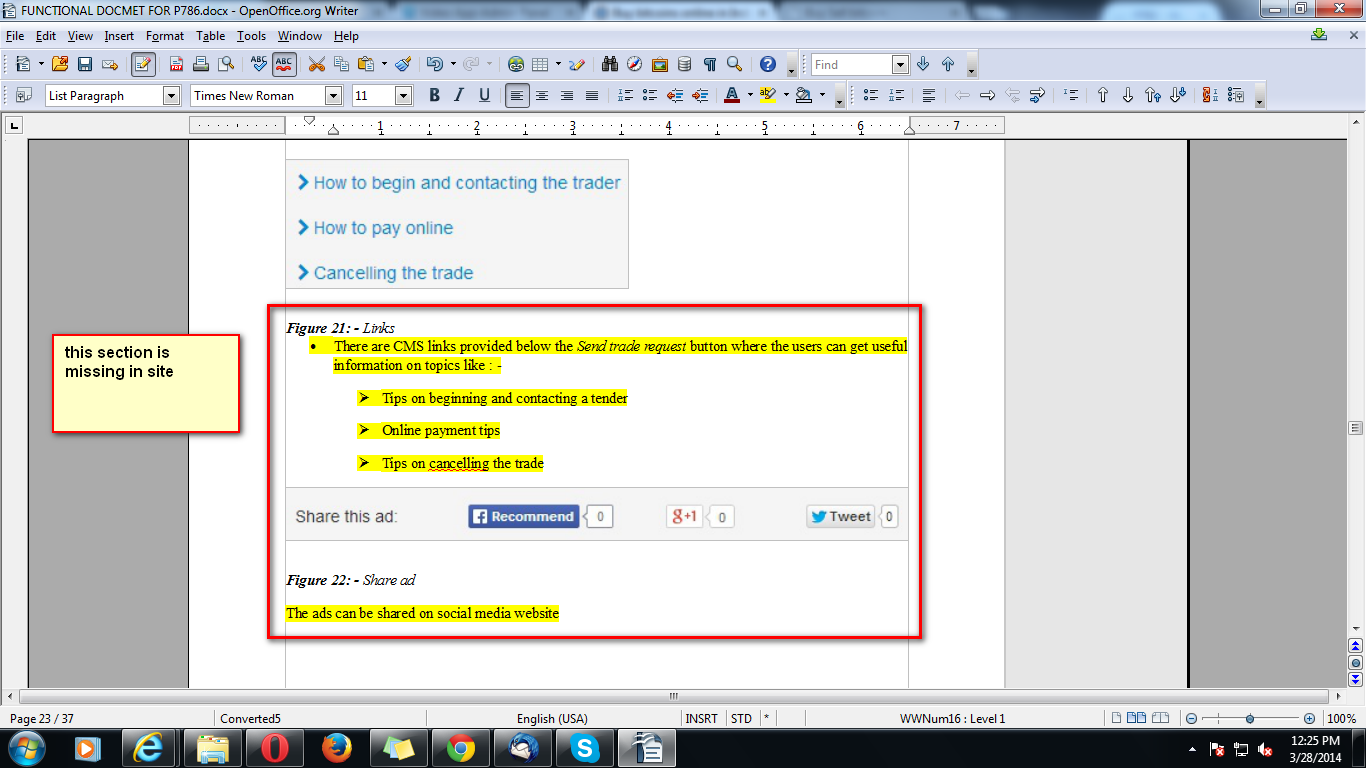 FUNCTIONAL DOCMET FOR P786.docx - OpenOffice.org Writer
File Edit View Insert Format Table Tools Window Help
Find
List Paragraph Times New Roman 11 B I U
1 2 3 4 5 6 7
How to begin and contacting the trader
How to pay online
Cancelling the trade
this section is
missing in site
Figure 21: - Links
There are CMS links provided below the Send trade request button where the users can get useful
information on topics like : -
Tips on beginning and contacting a tender
Online payment tips
Tips on cancelling the trade
Share this ad: Recommend 0 g+1 0 Tweet 0
Figure 22: - Share ad
The ads can be shared on social media website
Page 23 / 37 Converted5 English (USA) INSRT STD * WWNum16 : Level 1 100%
12:25 PM
3/28/2014